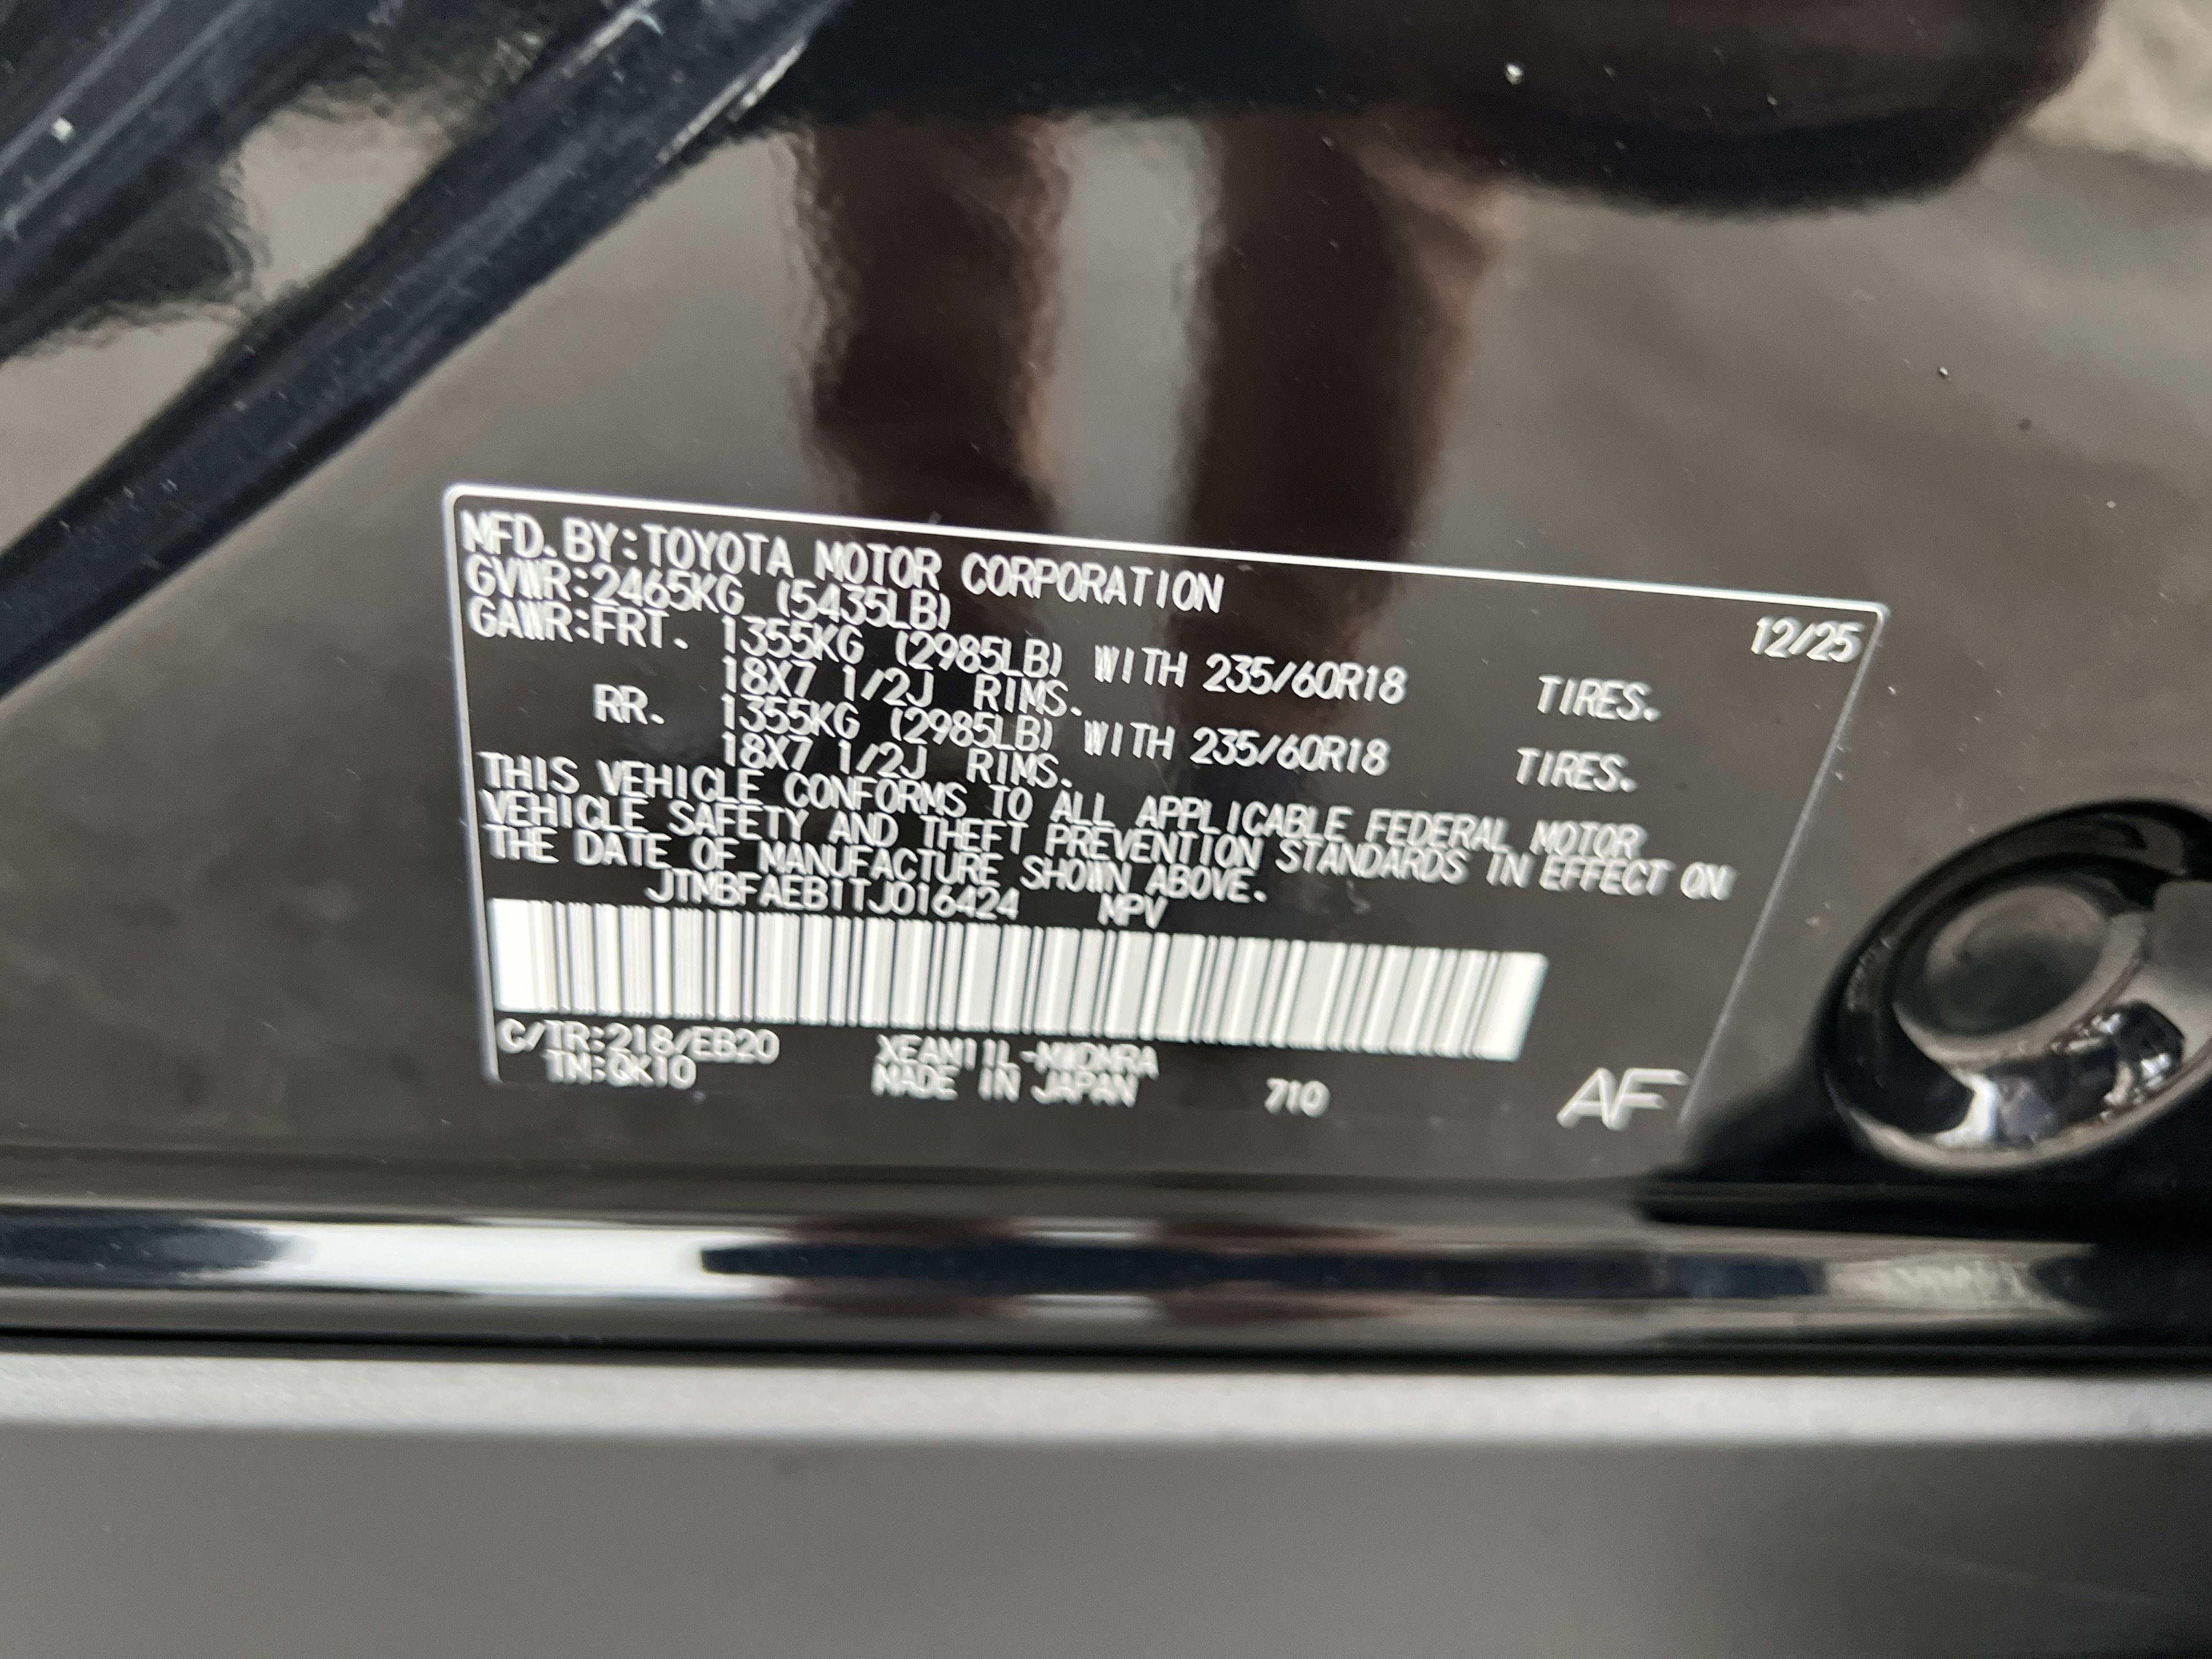 MFD.BY:TOYOTA MOTOR CORPORATION 12/25
GVWR:2465KG (5435LB)
GAWR:FRT. 1355KG (2985LB) WITH 235/60R18 TIRES.
18X7 1/2J RIMS.
RR. 1355KG (2985LB) WITH 235/60R18 TIRES.
18X7 1/2J RIMS.
THIS VEHICLE CONFORMS TO ALL APPLICABLE FEDERAL MOTOR
VEHICLE SAFETY AND THEFT PREVENTION STANDARDS IN EFFECT ON
THE DATE OF MANUFACTURE SHOWN ABOVE.
JTMBFAEB1TJ016424 MPV
C/TR:218/EB20
TM:QK10 MADE IN JAPAN 710 AF